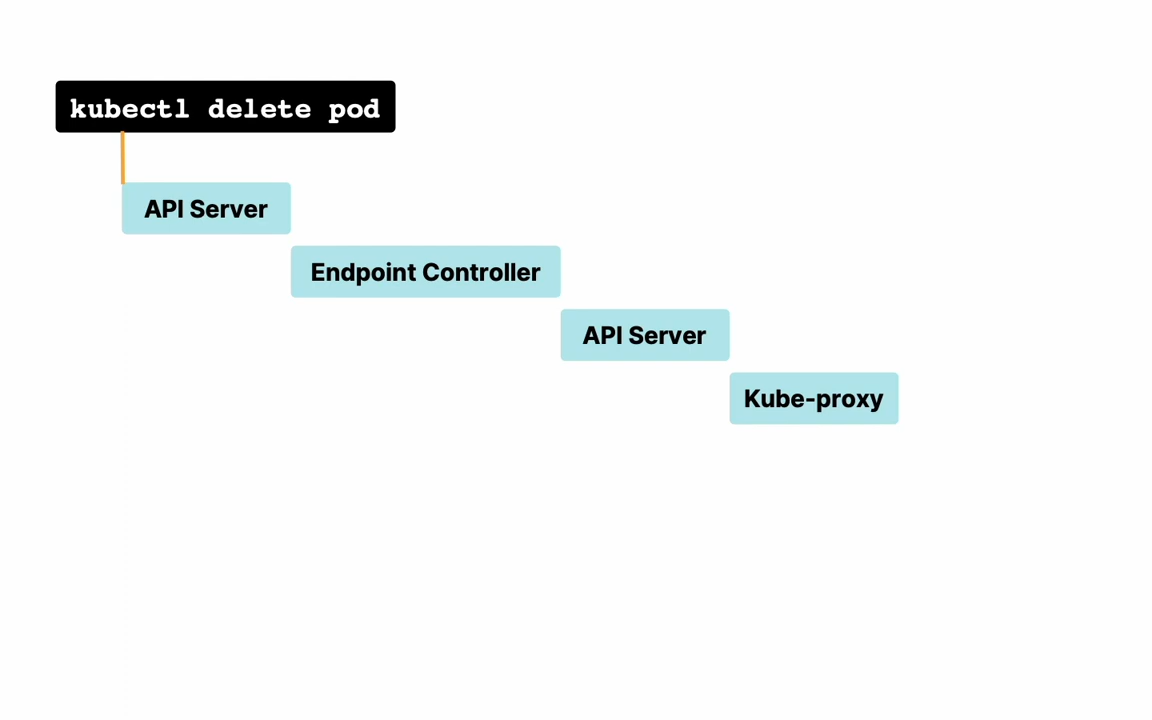 kubectl delete pod
API Server
Endpoint Controller
API Server
Kube-proxy